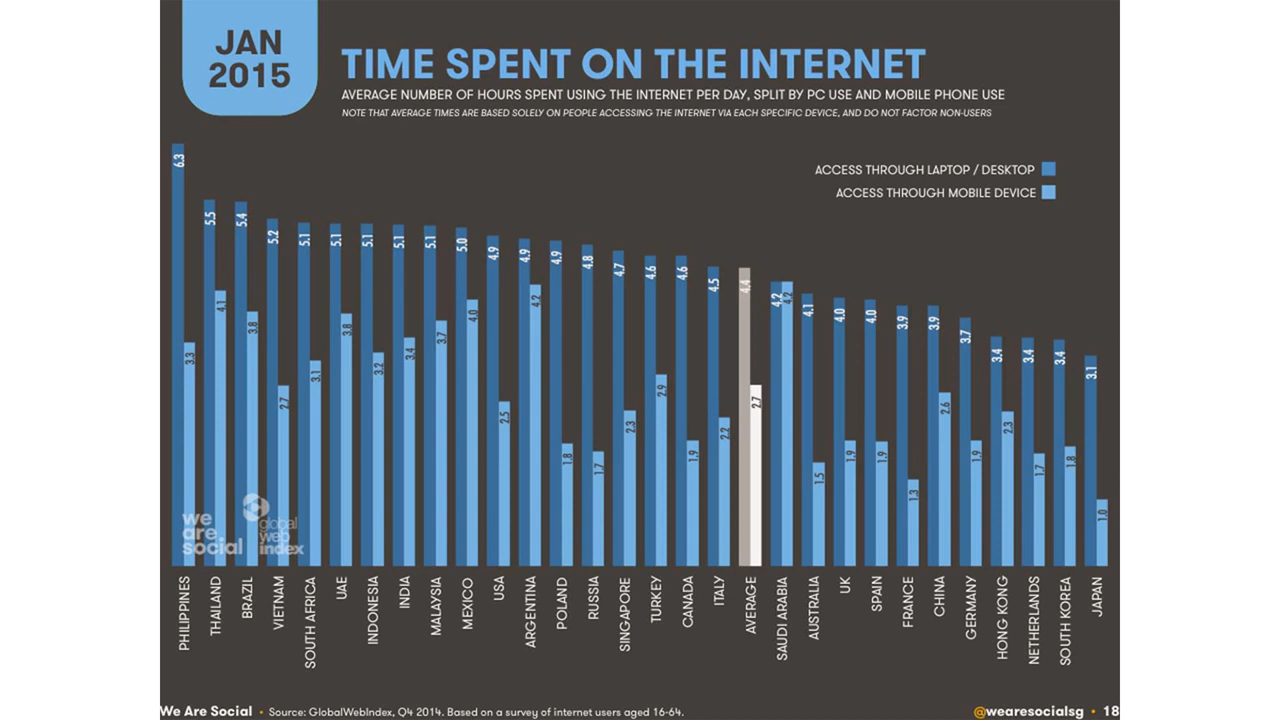 JAN
2015
TIME SPENT ON THE INTERNET
AVERAGE NUMBER OF HOURS SPENT USING THE INTERNET PER DAY, SPLIT BY PC USE AND MOBILE PHONE USE
NOTE THAT AVERAGE TIMES ARE BASED SOLELY ON PEOPLE ACCESSING THE INTERNET VIA EACH SPECIFIC DEVICE, AND DO NOT FACTOR NON-USERS
ACCESS THROUGH LAPTOP / DESKTOP
ACCESS THROUGH MOBILE DEVICE
6.3
3.3
5.5
4.1
5.4
3.8
5.2
2.7
5.1
3.1
5.1
3.8
5.1
3.2
5.1
3.4
5.1
3.7
5.0
4.0
4.9
2.5
4.9
4.2
4.9
1.8
4.8
1.7
4.7
2.3
4.6
2.9
4.6
1.9
4.5
2.2
4.4
2.7
4.2
4.2
4.1
1.5
4.0
1.9
4.0
1.9
3.9
1.3
3.9
2.6
3.7
1.9
3.4
2.3
3.4
1.7
3.4
1.8
3.1
1.0
we
are
social
global
web
index
PHILIPPINES
THAILAND
BRAZIL
VIETNAM
SOUTH AFRICA
UAE
INDONESIA
INDIA
MALAYSIA
MEXICO
USA
ARGENTINA
POLAND
RUSSIA
SINGAPORE
TURKEY
CANADA
ITALY
AVERAGE
SAUDI ARABIA
AUSTRALIA
UK
SPAIN
FRANCE
CHINA
GERMANY
HONG KONG
NETHERLANDS
SOUTH KOREA
JAPAN
We Are Social • Source: GlobalWebIndex, Q4 2014. Based on a survey of internet users aged 16-64.
@wearesocialsg • 18